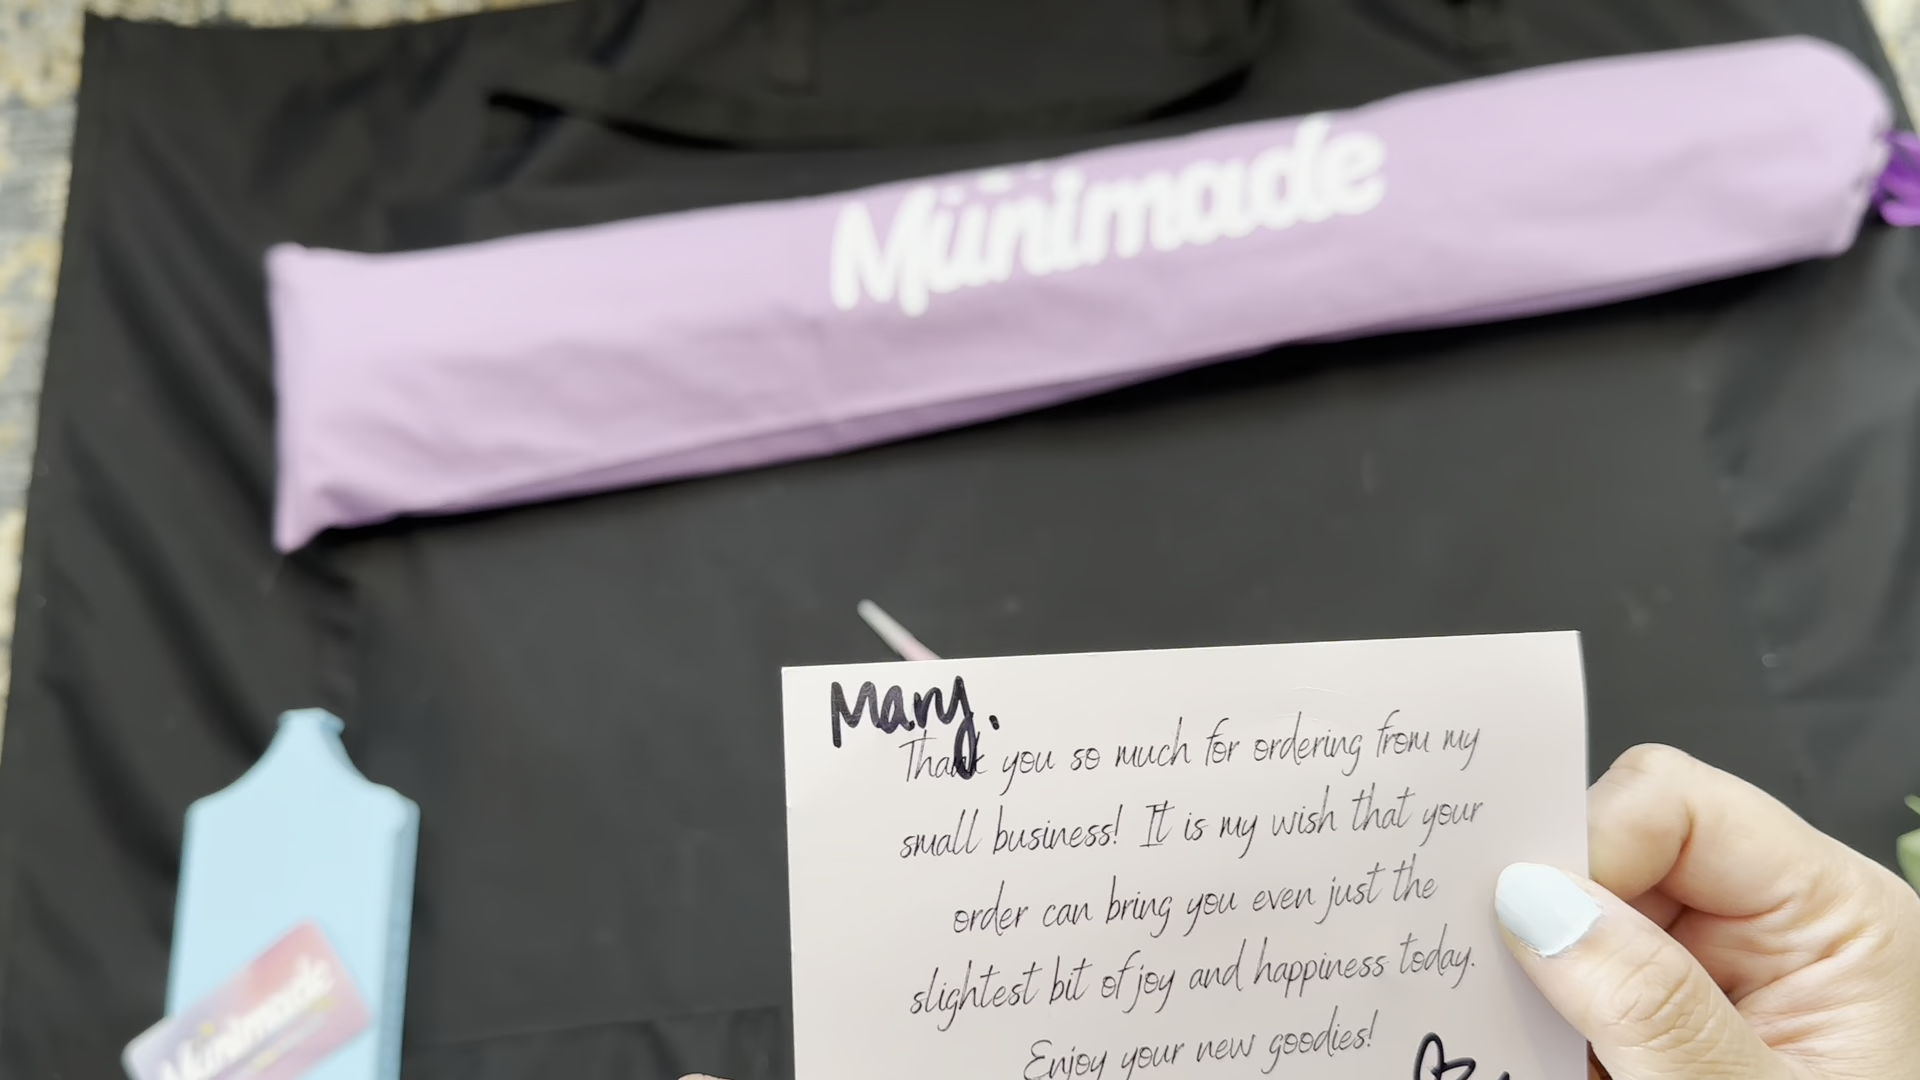 Münimade
Mary.
Thank you so much for ordering from my
small business! It is my wish that your
order can bring you even just the
slightest bit of joy and happiness today.
Enjoy your new goodies!
Münimade